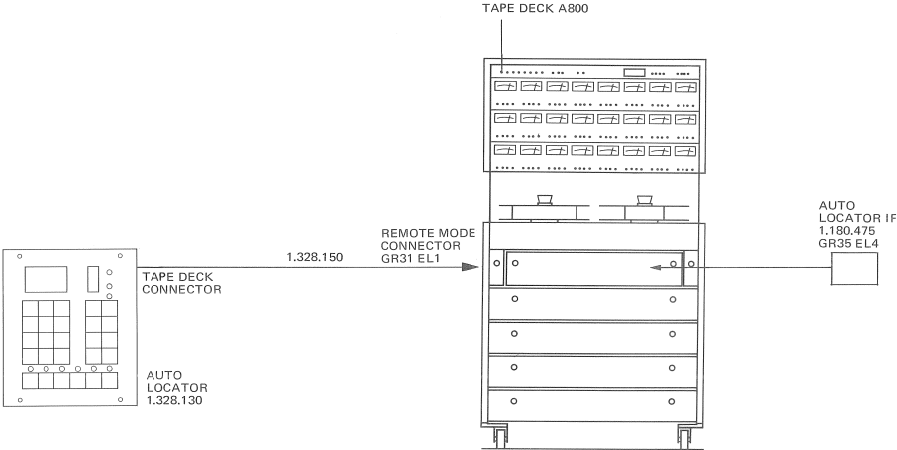 TAPE DECK A800
AUTO
LOCATOR IF
1.180.475
GR35 EL4
REMOTE MODE
CONNECTOR
GR31 EL1
1.328.150
TAPE DECK
CONNECTOR
AUTO
LOCATOR
1.328.130